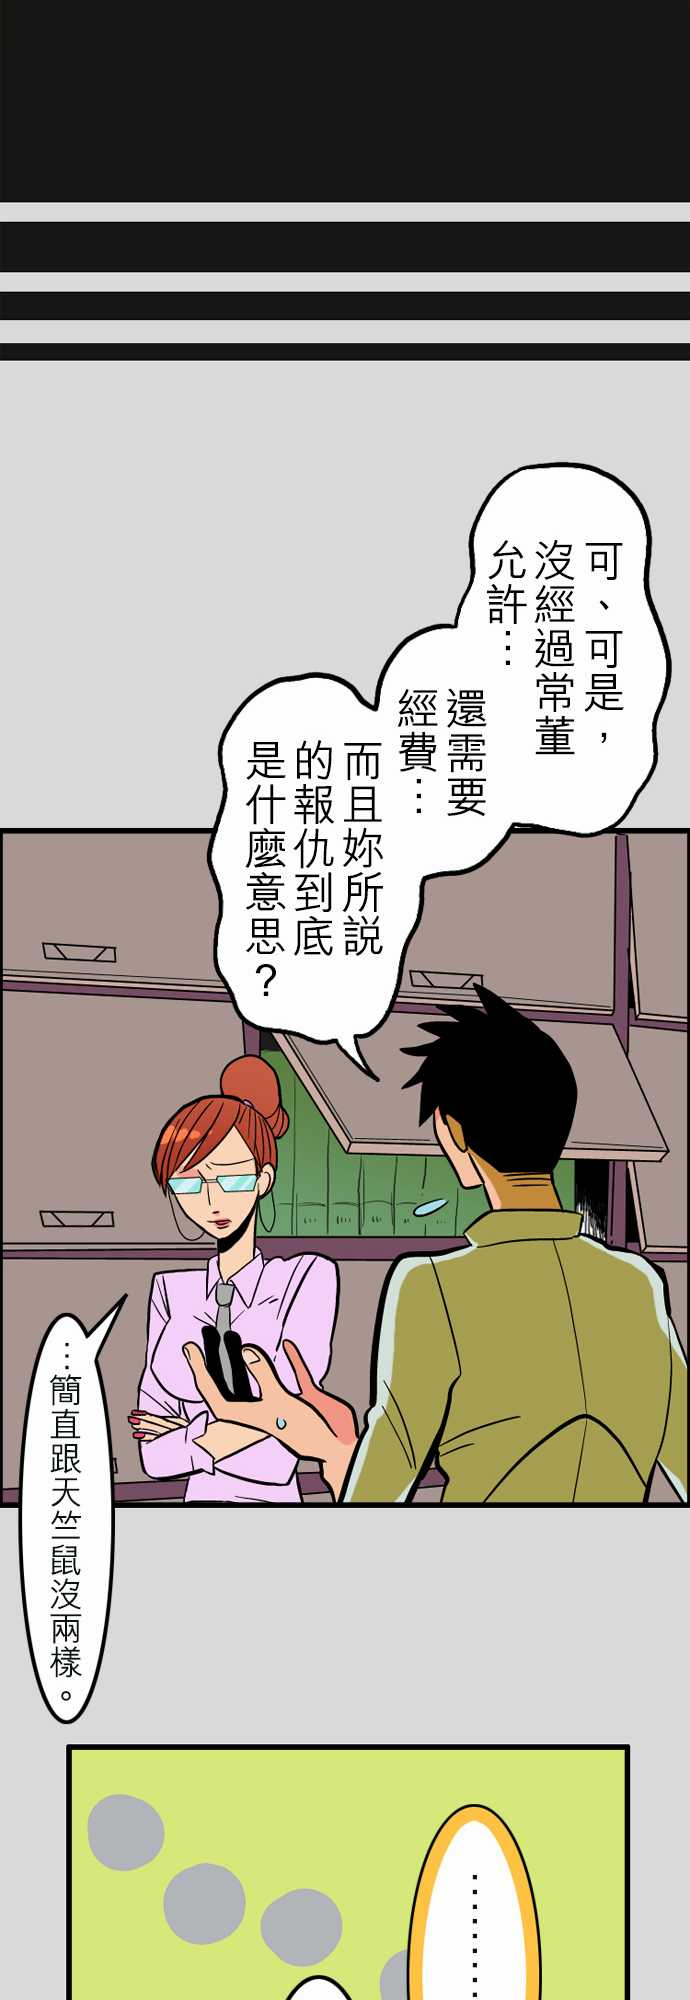 可、可是，
沒經過常董
允許…
還需要
經費…
而且妳所說
的報仇到底
是什麼意思？
…簡直跟天竺鼠沒兩樣。
………